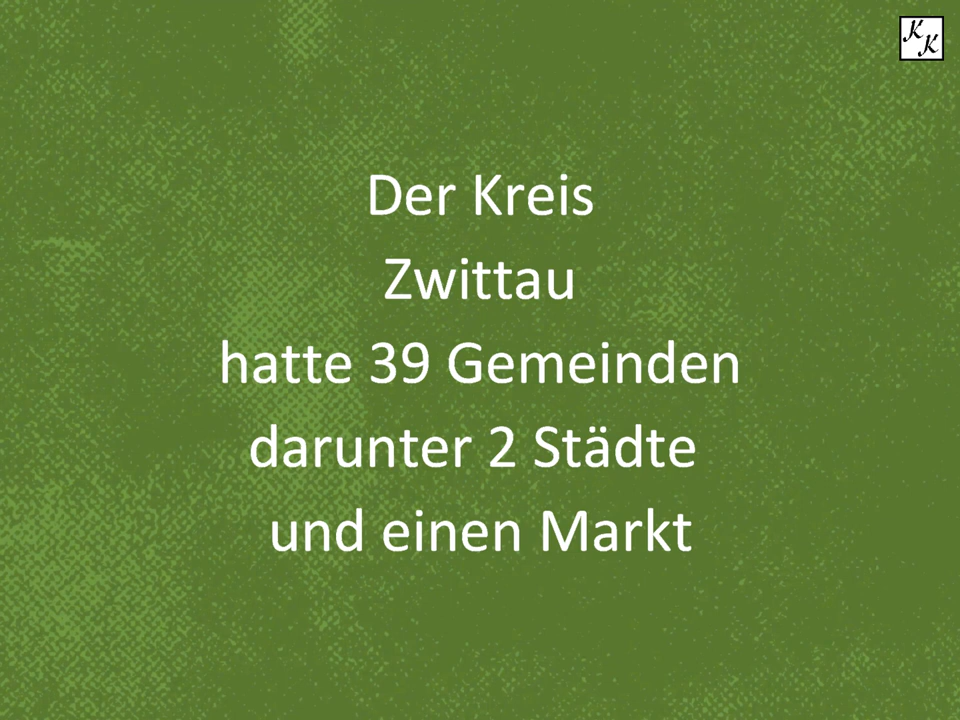 K
K
Der Kreis
Zwittau
hatte 39 Gemeinden
darunter 2 Städte
und einen Markt